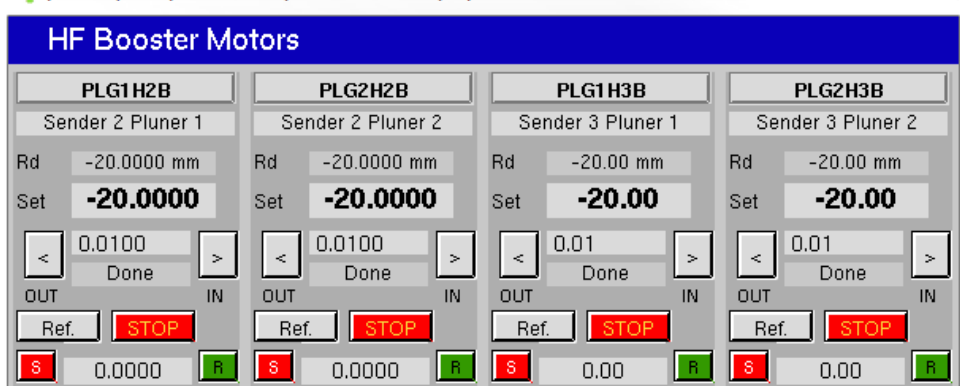 HF Booster Motors
PLG1H2B PLG2H2B PLG1H3B PLG2H3B
Sender 2 Pluner 1 Sender 2 Pluner 2 Sender 3 Pluner 1 Sender 3 Pluner 2
Rd -20.0000 mm Rd -20.0000 mm Rd -20.00 mm Rd -20.00 mm
Set -20.0000 Set -20.0000 Set -20.00 Set -20.00
< 0.0100 > < 0.0100 > < 0.01 > < 0.01 >
Done Done Done Done
OUT IN OUT IN OUT IN OUT IN
Ref. STOP Ref. STOP Ref. STOP Ref. STOP
S 0.0000 R S 0.0000 R S 0.00 R S 0.00 R